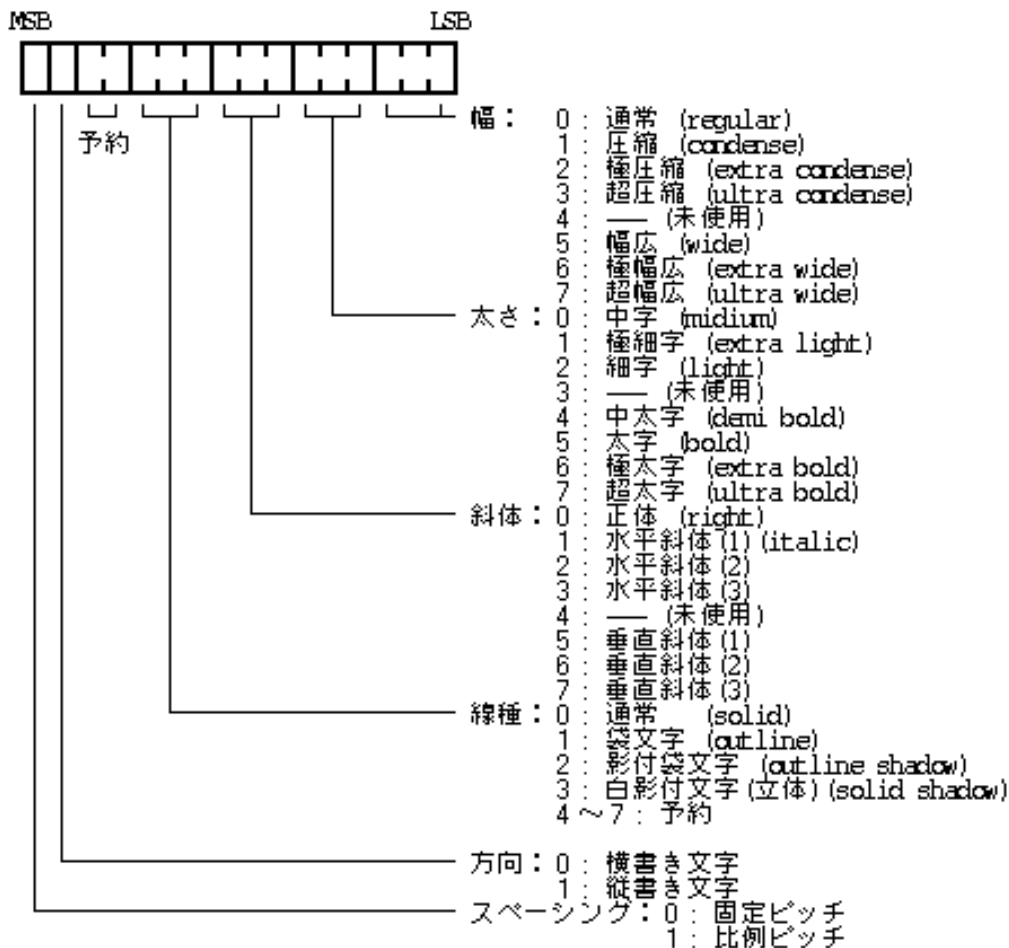 MSB LSB
幅： 0 : 通常 (regular)
予約
1 : 圧縮 (condense)
2 : 極圧縮 (extra condense)
3 : 超圧縮 (ultra condense)
4 : ── (未使用)
5 : 幅広 (wide)
6 : 極幅広 (extra wide)
7 : 超幅広 (ultra wide)
太さ：0 : 中字 (midium)
1 : 極細字 (extra light)
2 : 細字 (light)
3 : ── (未使用)
4 : 中太字 (demi bold)
5 : 太字 (bold)
6 : 極太字 (extra bold)
7 : 超太字 (ultra bold)
斜体：0 : 正体 (right)
1 : 水平斜体(1) (italic)
2 : 水平斜体(2)
3 : 水平斜体(3)
4 : ── (未使用)
5 : 垂直斜体(1)
6 : 垂直斜体(2)
7 : 垂直斜体(3)
線種：0 : 通常 (solid)
1 : 袋文字 (outline)
2 : 影付袋文字 (outline shadow)
3 : 白影付文字(立体) (solid shadow)
4～7 : 予約
方向：0 : 横書き文字
1 : 縦書き文字
スペーシング：0 : 固定ピッチ
1 : 比例ピッチ